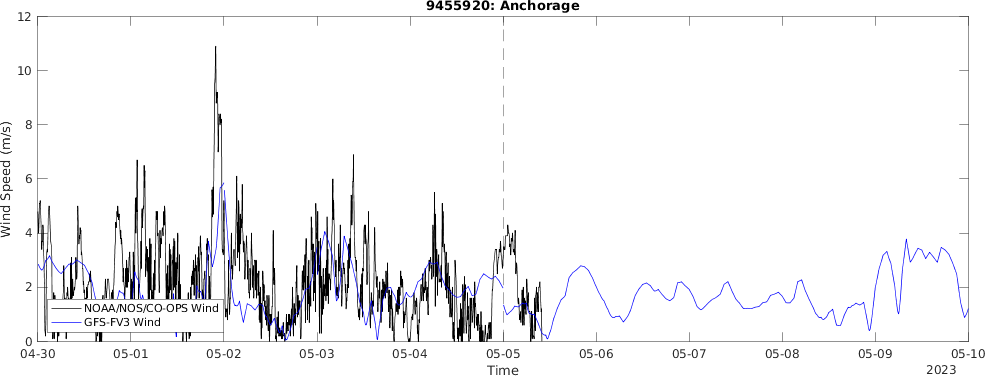 9455920: Anchorage
Wind Speed (m/s)
12
10
8
6
4
2
0
NOAA/NOS/CO-OPS Wind
GFS-FV3 Wind
04-30 05-01 05-02 05-03 05-04 05-05 05-06 05-07 05-08 05-09 05-10
Time
2023